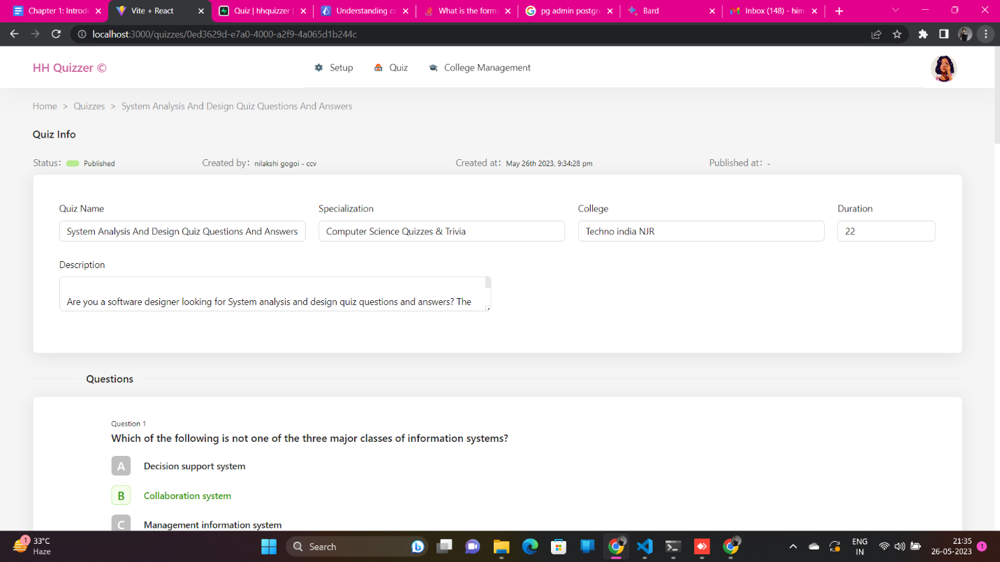 Chapter 1: Introd
Vite + React
Quiz | hhquizzer
Understanding co
What is the forma
pg admin postgre
Bard
Inbox (148) - him
localhost:3000/quizzes/0ed3629d-e7a0-4000-a2f9-4a065d1b244c
HH Quizzer ©
Setup
Quiz
College Management
Home > Quizzes > System Analysis And Design Quiz Questions And Answers
Quiz Info
Status: Published
Created by: nilakshi gogoi - ccv
Created at: May 26th 2023, 9:34:28 pm
Published at: -
Quiz Name
Specialization
College
Duration
System Analysis And Design Quiz Questions And Answers
Computer Science Quizzes & Trivia
Techno india NJR
22
Description
Are you a software designer looking for System analysis and design quiz questions and answers? The
Questions
Question 1
Which of the following is not one of the three major classes of information systems?
A Decision support system
B Collaboration system
C Management information system
1
33°C
Haze
Search
ENG
IN
21:35
26-05-2023
1